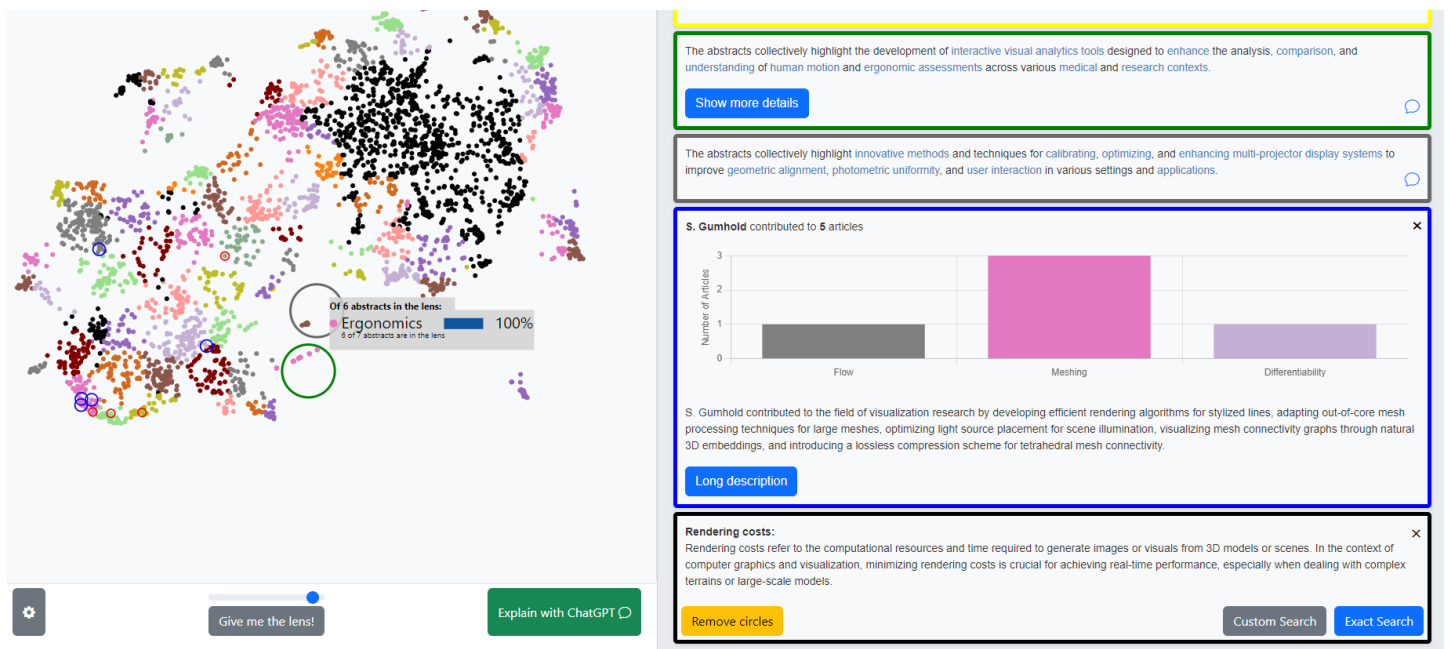 Of 6 abstracts in the lens:
Ergonomics 100%
6 of 7 abstracts are in the lens
Give me the lens!
Explain with ChatGPT
The abstracts collectively highlight the development of interactive visual analytics tools designed to enhance the analysis, comparison, and
understanding of human motion and ergonomic assessments across various medical and research contexts.
Show more details
The abstracts collectively highlight innovative methods and techniques for calibrating, optimizing, and enhancing multi-projector display systems to
improve geometric alignment, photometric uniformity, and user interaction in various settings and applications.
S. Gumhold contributed to 5 articles
Number of Articles
3
2
1
0
Flow Meshing Differentiability
S. Gumhold contributed to the field of visualization research by developing efficient rendering algorithms for stylized lines, adapting out-of-core mesh
processing techniques for large meshes, optimizing light source placement for scene illumination, visualizing mesh connectivity graphs through natural
3D embeddings, and introducing a lossless compression scheme for tetrahedral mesh connectivity.
Long description
Rendering costs:
Rendering costs refer to the computational resources and time required to generate images or visuals from 3D models or scenes. In the context of
computer graphics and visualization, minimizing rendering costs is crucial for achieving real-time performance, especially when dealing with complex
terrains or large-scale models.
Remove circles Custom Search Exact Search